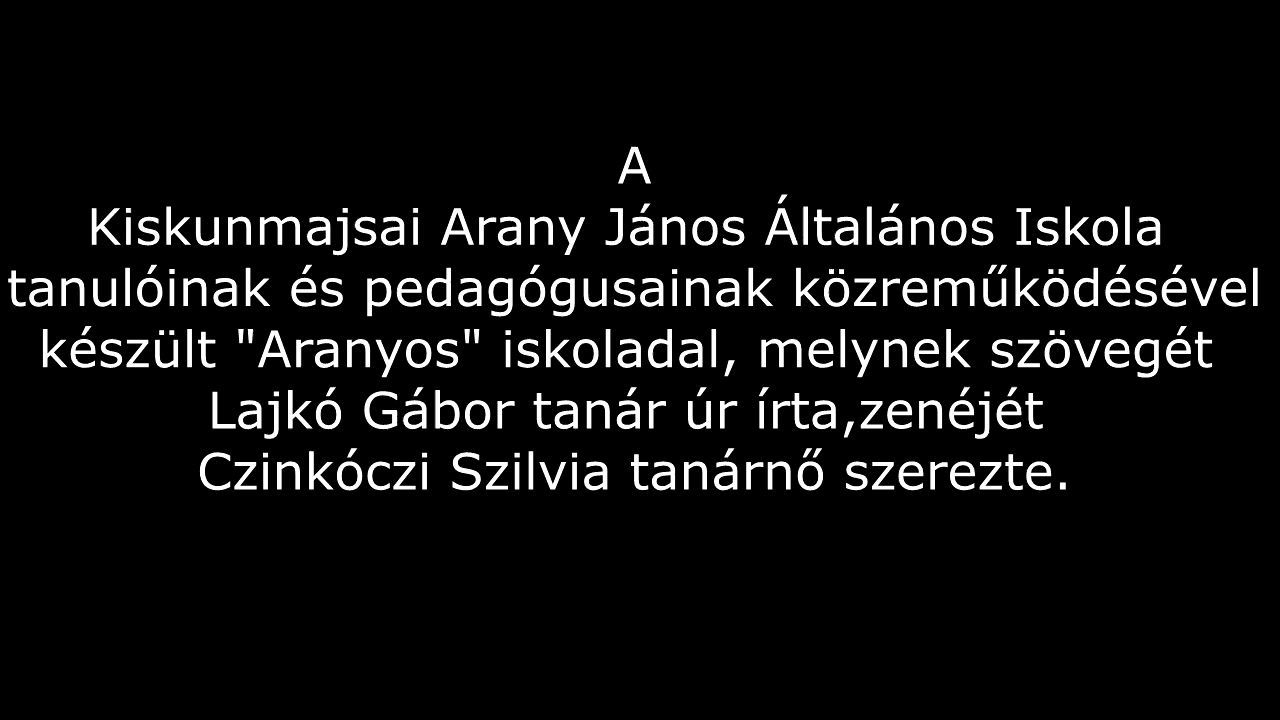 A
Kiskunmajsai Arany János Általános Iskola
tanulóinak és pedagógusainak közreműködésével
készült "Aranyos" iskoladal, melynek szövegét
Lajkó Gábor tanár úr írta,zenéjét
Czinkóczi Szilvia tanárnő szerezte.